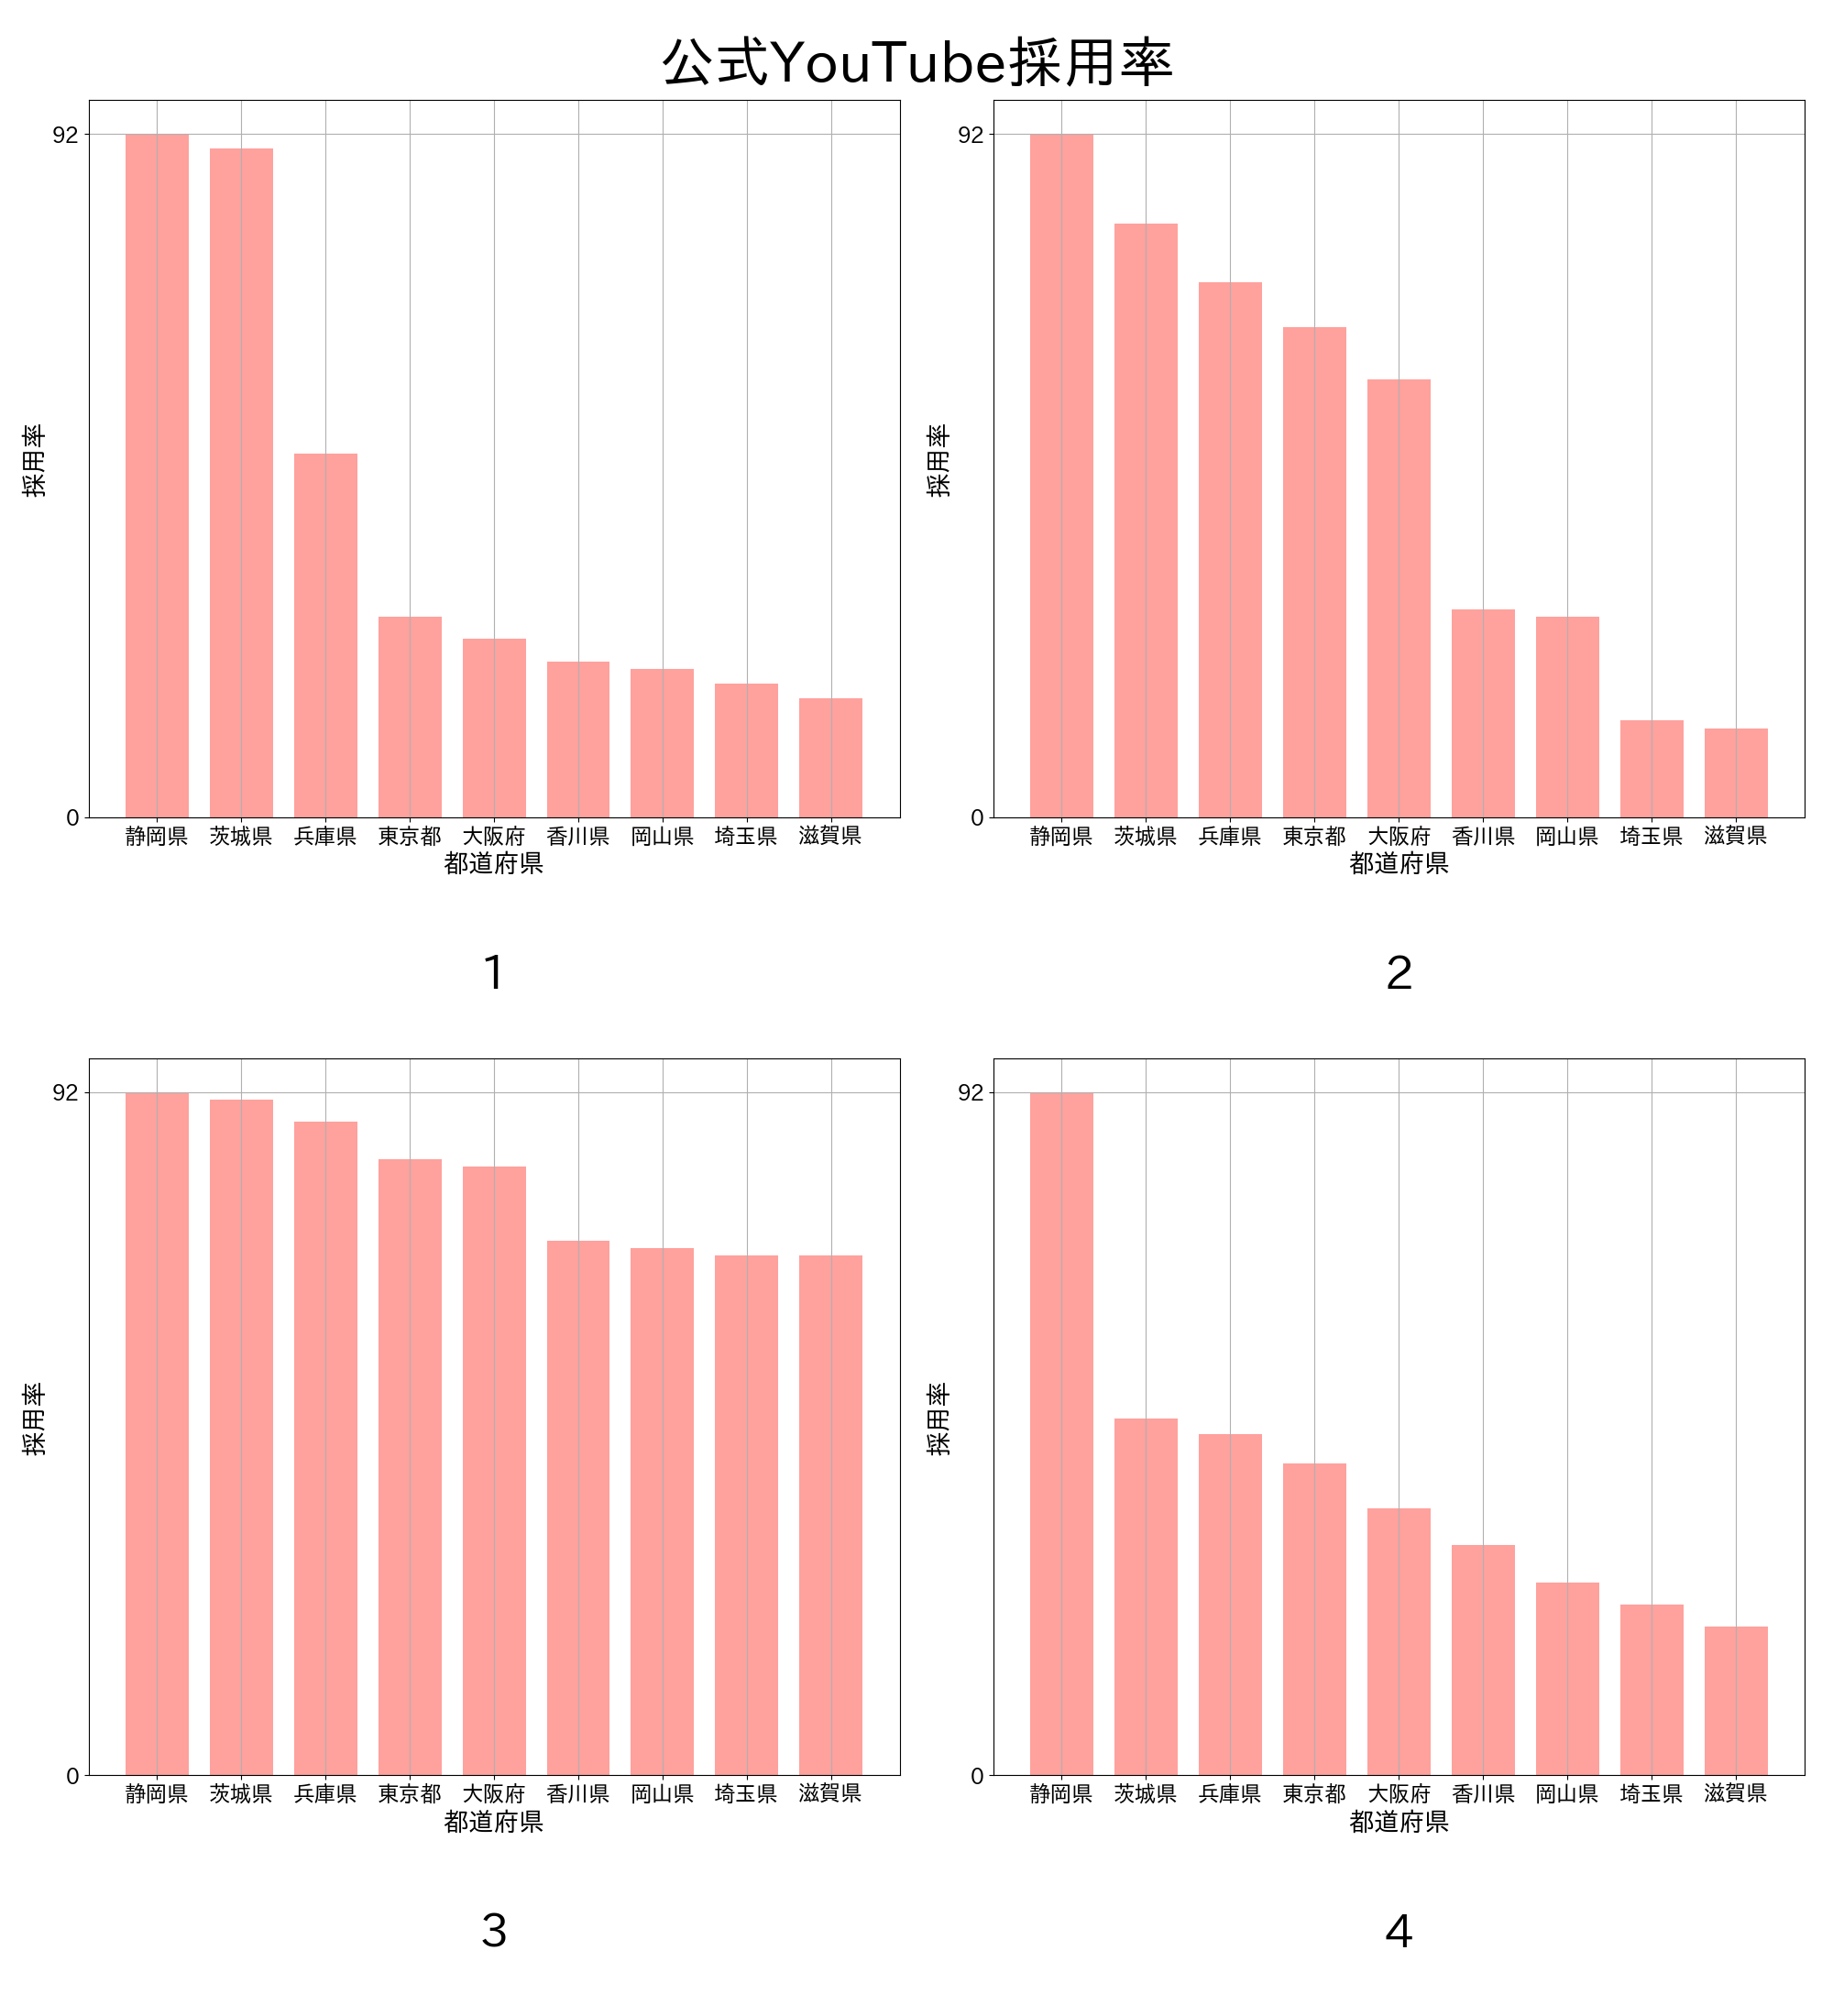 公式YouTube採用率
92
採用率
0
静岡県 茨城県 兵庫県 東京都 大阪府 香川県 岡山県 埼玉県 滋賀県
都道府県
1
92
採用率
0
静岡県 茨城県 兵庫県 東京都 大阪府 香川県 岡山県 埼玉県 滋賀県
都道府県
2
92
採用率
0
静岡県 茨城県 兵庫県 東京都 大阪府 香川県 岡山県 埼玉県 滋賀県
都道府県
3
92
採用率
0
静岡県 茨城県 兵庫県 東京都 大阪府 香川県 岡山県 埼玉県 滋賀県
都道府県
4